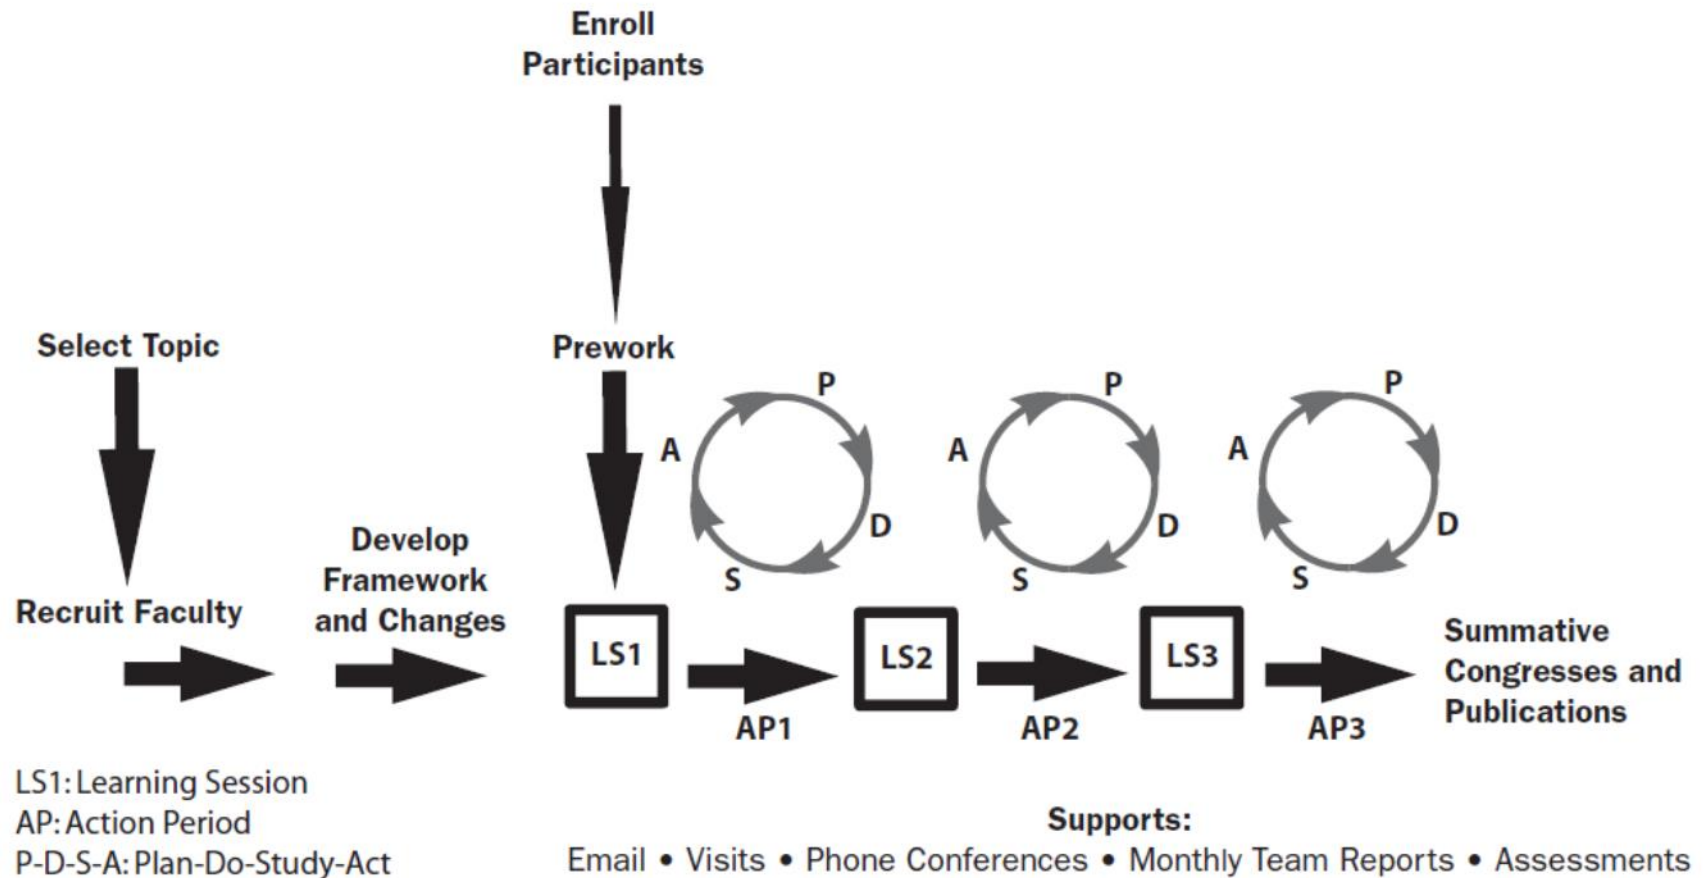 Enroll
Participants
Select Topic
Prework
P
A
D
S
P
A
D
S
P
A
D
S
Recruit Faculty
Develop
Framework
and Changes
LS1
AP1
LS2
AP2
LS3
AP3
Summative
Congresses and
Publications
LS1: Learning Session
AP: Action Period
P-D-S-A: Plan-Do-Study-Act
Supports:
Email • Visits • Phone Conferences • Monthly Team Reports • Assessments